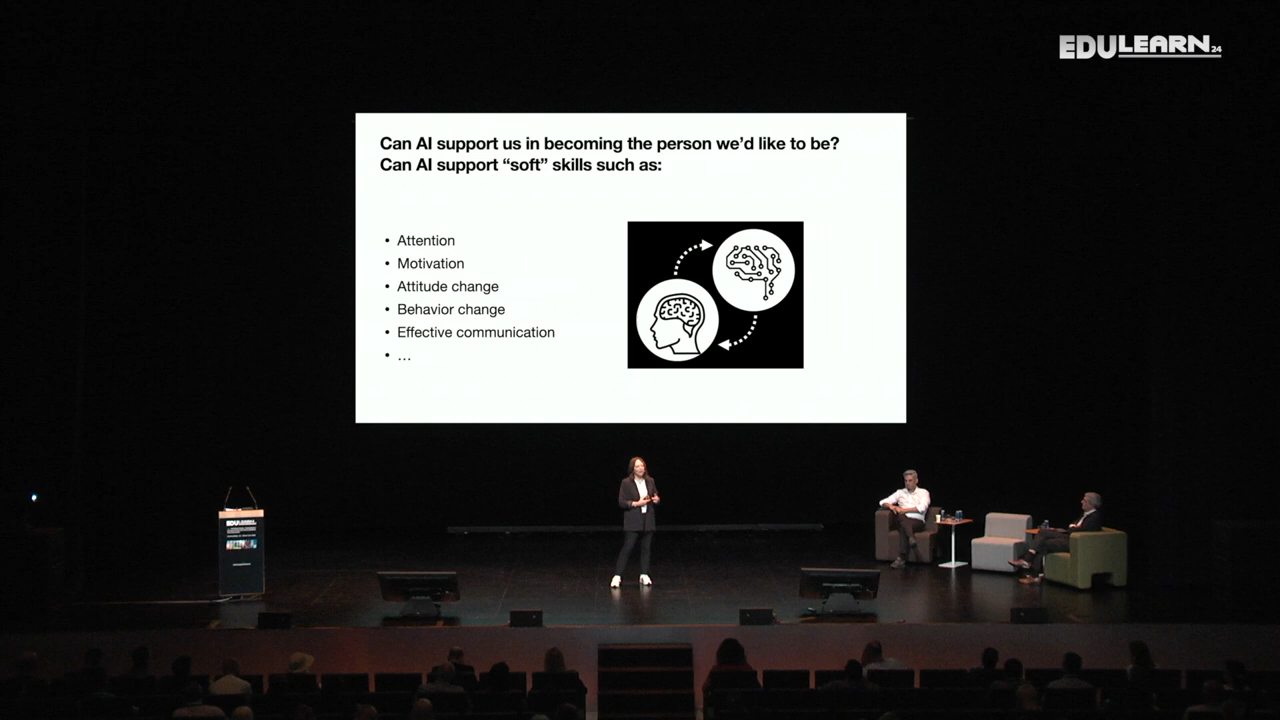 EDULEARN24
Can AI support us in becoming the person we’d like to be?
Can AI support “soft” skills such as:
• Attention
• Motivation
• Attitude change
• Behavior change
• Effective communication
• …
EDULEARN